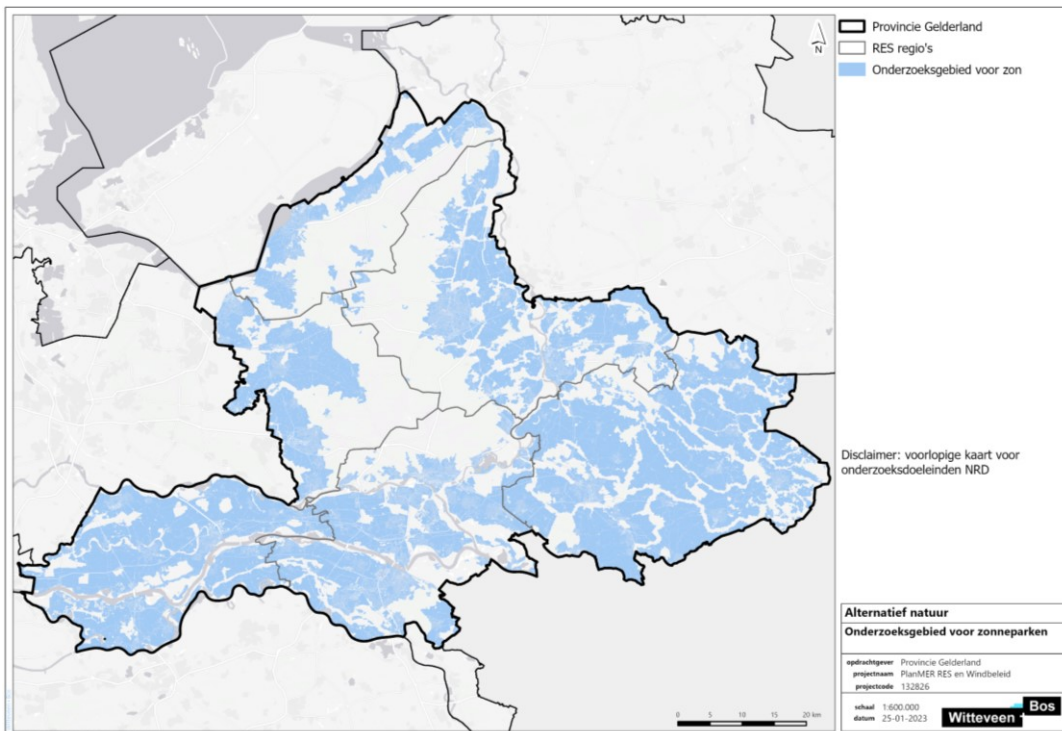 N
Provincie Gelderland
RES regio's
Onderzoeksgebied voor zon
Disclaimer: voorlopige kaart voor
onderzoeksdoeleinden NRD
Alternatief natuur
Onderzoeksgebied voor zonneparken
opdrachtgever Provincie Gelderland
projectnaam PlanMER RES en Windbeleid
projectcode 132826
schaal 1:600.000
datum 25-01-2023
Witteveen + Bos
0 5 10 15 20 km